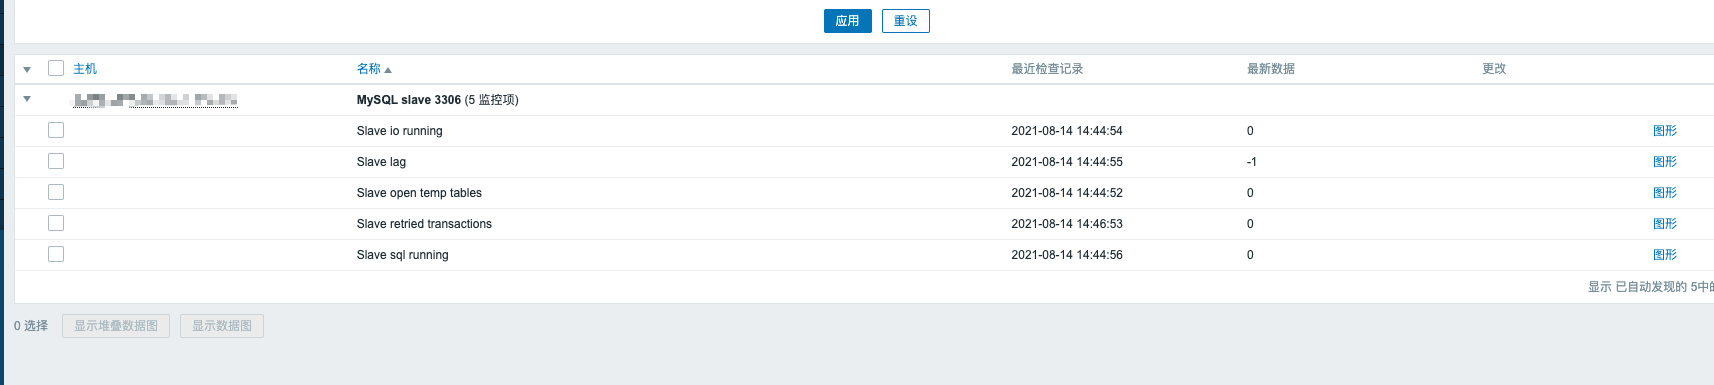 应用 重设
主机 名称 最近检查记录 最新数据 更改
MySQL slave 3306 (5 监控项)
Slave io running 2021-08-14 14:44:54 0 图形
Slave lag 2021-08-14 14:44:55 -1 图形
Slave open temp tables 2021-08-14 14:44:52 0 图形
Slave retried transactions 2021-08-14 14:46:53 0 图形
Slave sql running 2021-08-14 14:44:56 0 图形
显示 已自动发现的 5中
0 选择 显示堆叠数据图 显示数据图